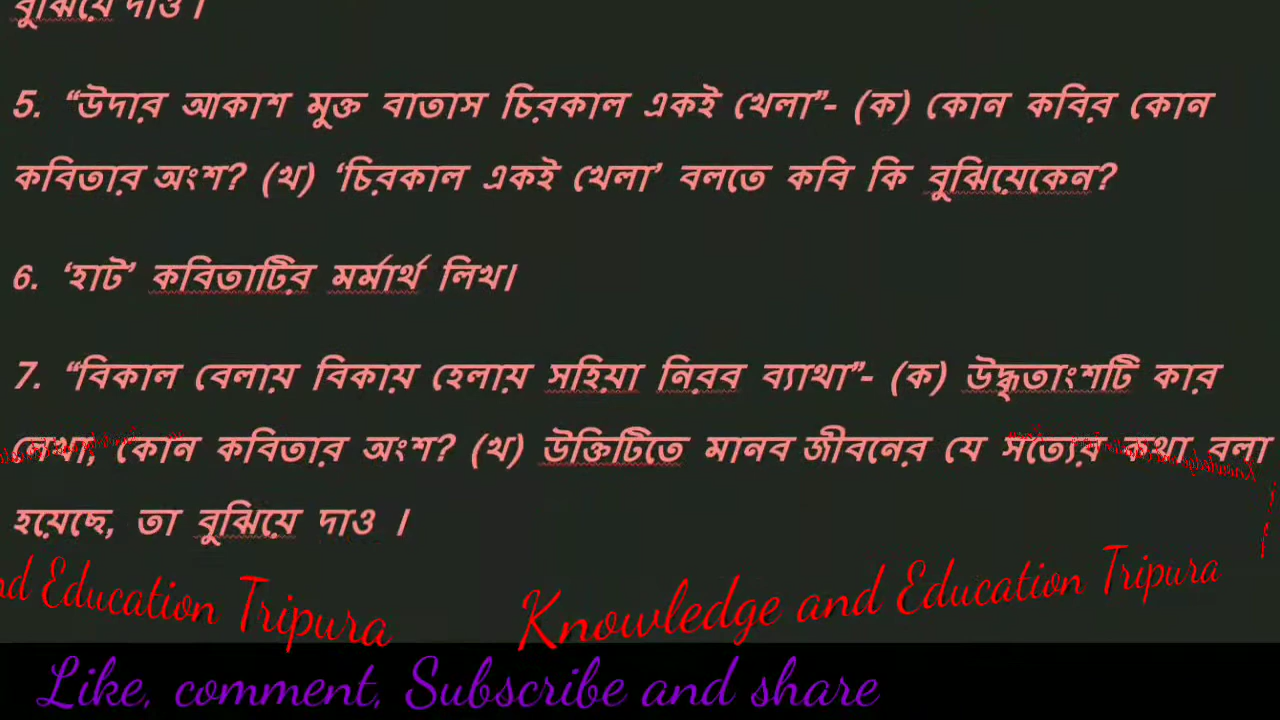 বুঝিয়ে দাও ।
5. “উদার আকাশ মুক্ত বাতাস চিরকাল একই খেলা”- (ক) কোন কবির কোন
কবিতার অংশ? (খ) ‘চিরকাল একই খেলা’ বলতে কবি কি বুঝিয়েকেন?
6. ‘হাট’ কবিতাটির মর্মার্থ লিখ।
7. “বিকাল বেলায় বিকায় হেলায় সহিয়া নিরব ব্যাথা”- (ক) উদ্ধৃতাংশটি কার
লেখা, কোন কবিতার অংশ? (খ) উক্তিটিতে মানব জীবনের যে সত্যের কথা বলা
হয়েছে, তা বুঝিয়ে দাও ।
Education Tripura Knowledge and Education Tripura
Like, comment, Subscribe and share